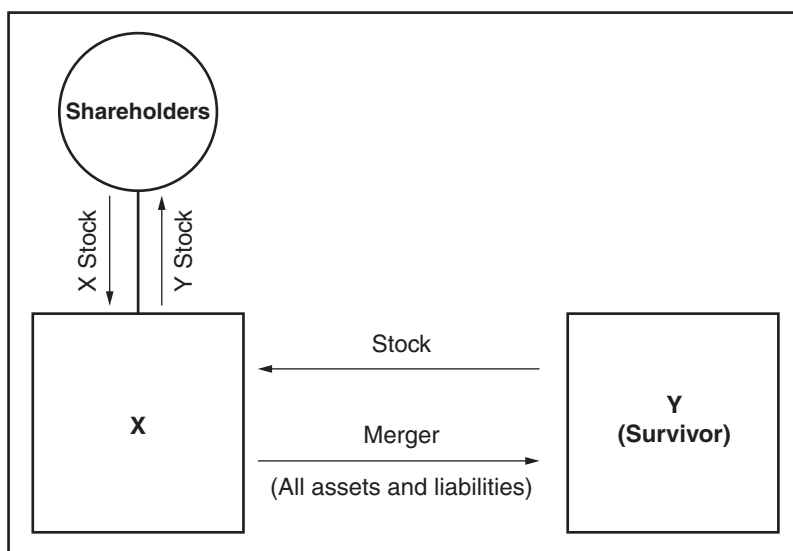 Shareholders
X Stock
Y Stock
Stock
X
Y
(Survivor)
Merger
(All assets and liabilities)